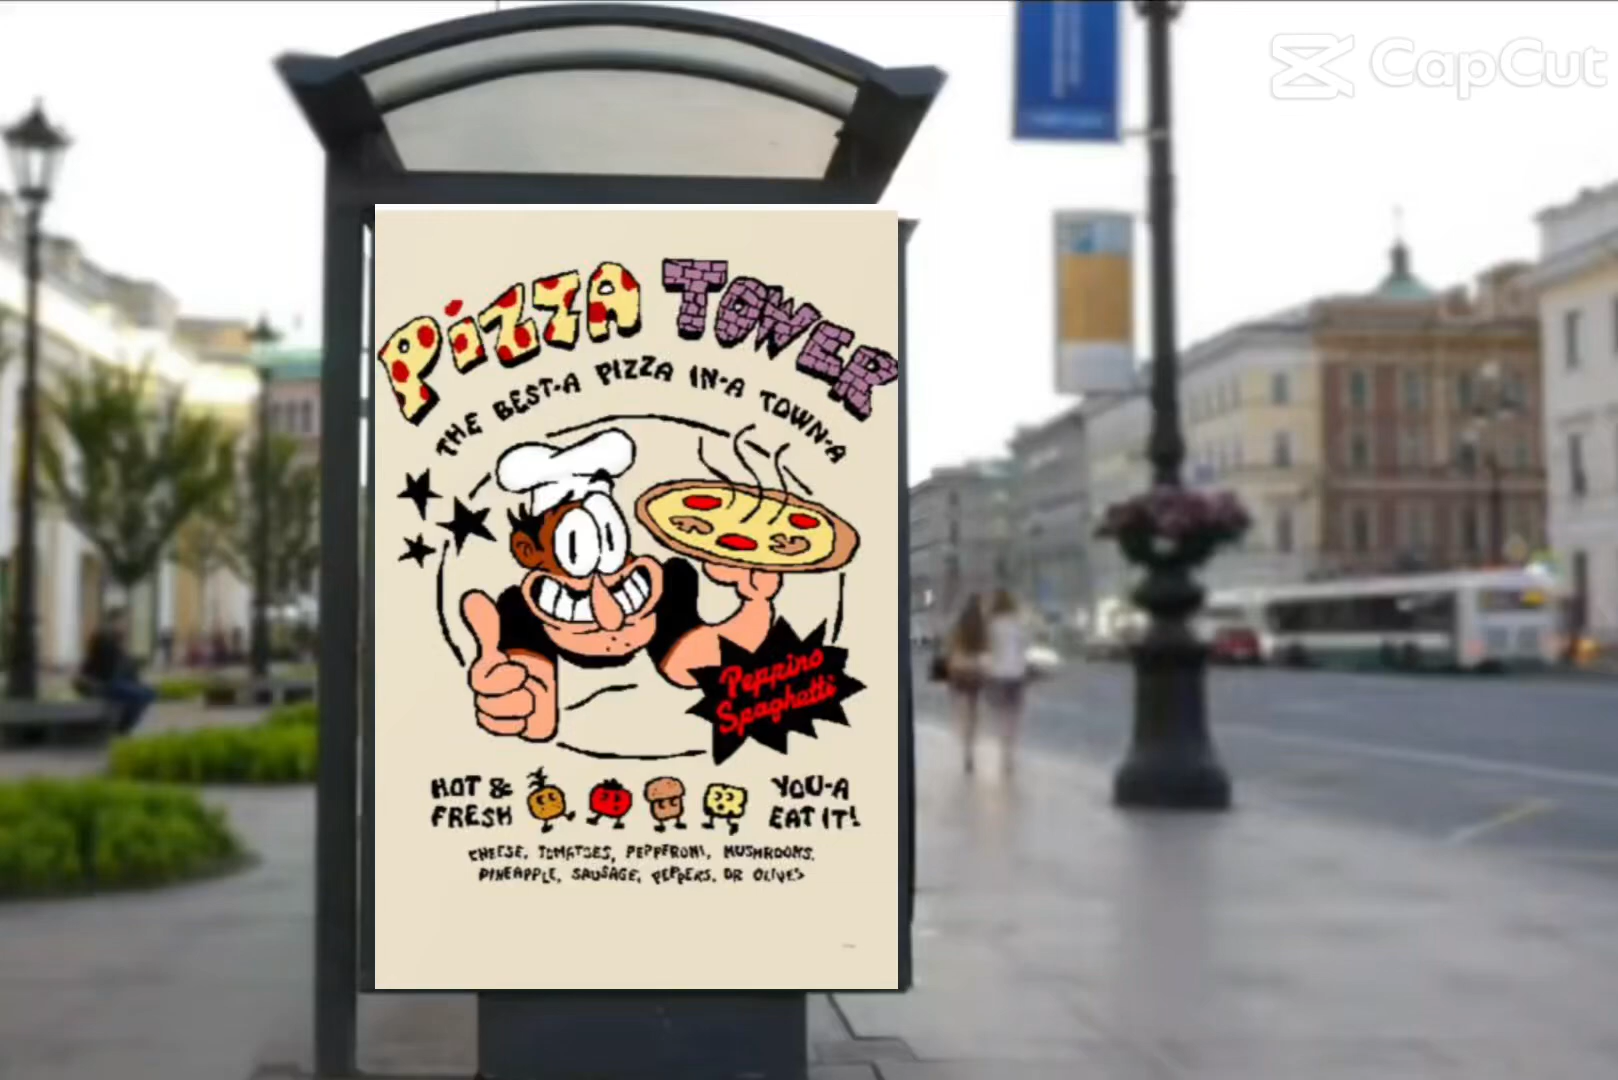 CapCut
PIZZA TOWER
THE BEST-A PIZZA IN-A TOWN-A
Peppino
Spaghetti
HOT &
FRESH
YOU-A
EAT IT!
CHEESE, TOMATOES, PEPPERONI, MUSHROOMS,
PINEAPPLE, SAUSAGE, PEPPERS, OR OLIVES